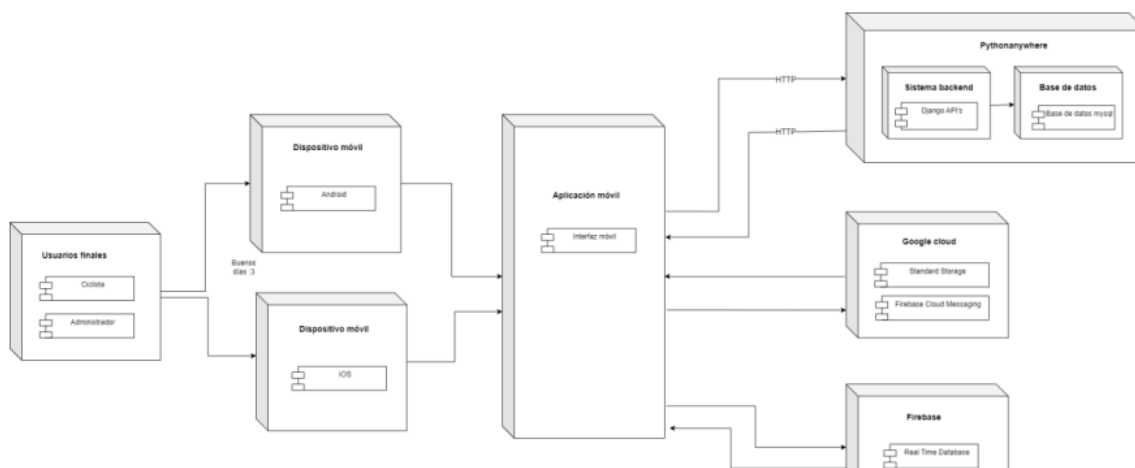 Usuarios finales
Ciclista
Administrador
Buenos
días :3
Dispositivo móvil
Android
Dispositivo móvil
IOS
Aplicación móvil
Interfaz móvil
HTTP
HTTP
Pythonanywhere
Sistema backend
Django API's
Base de datos
Base de datos mysql
Google cloud
Standard Storage
Firebase Cloud Messaging
Firebase
Real Time Database